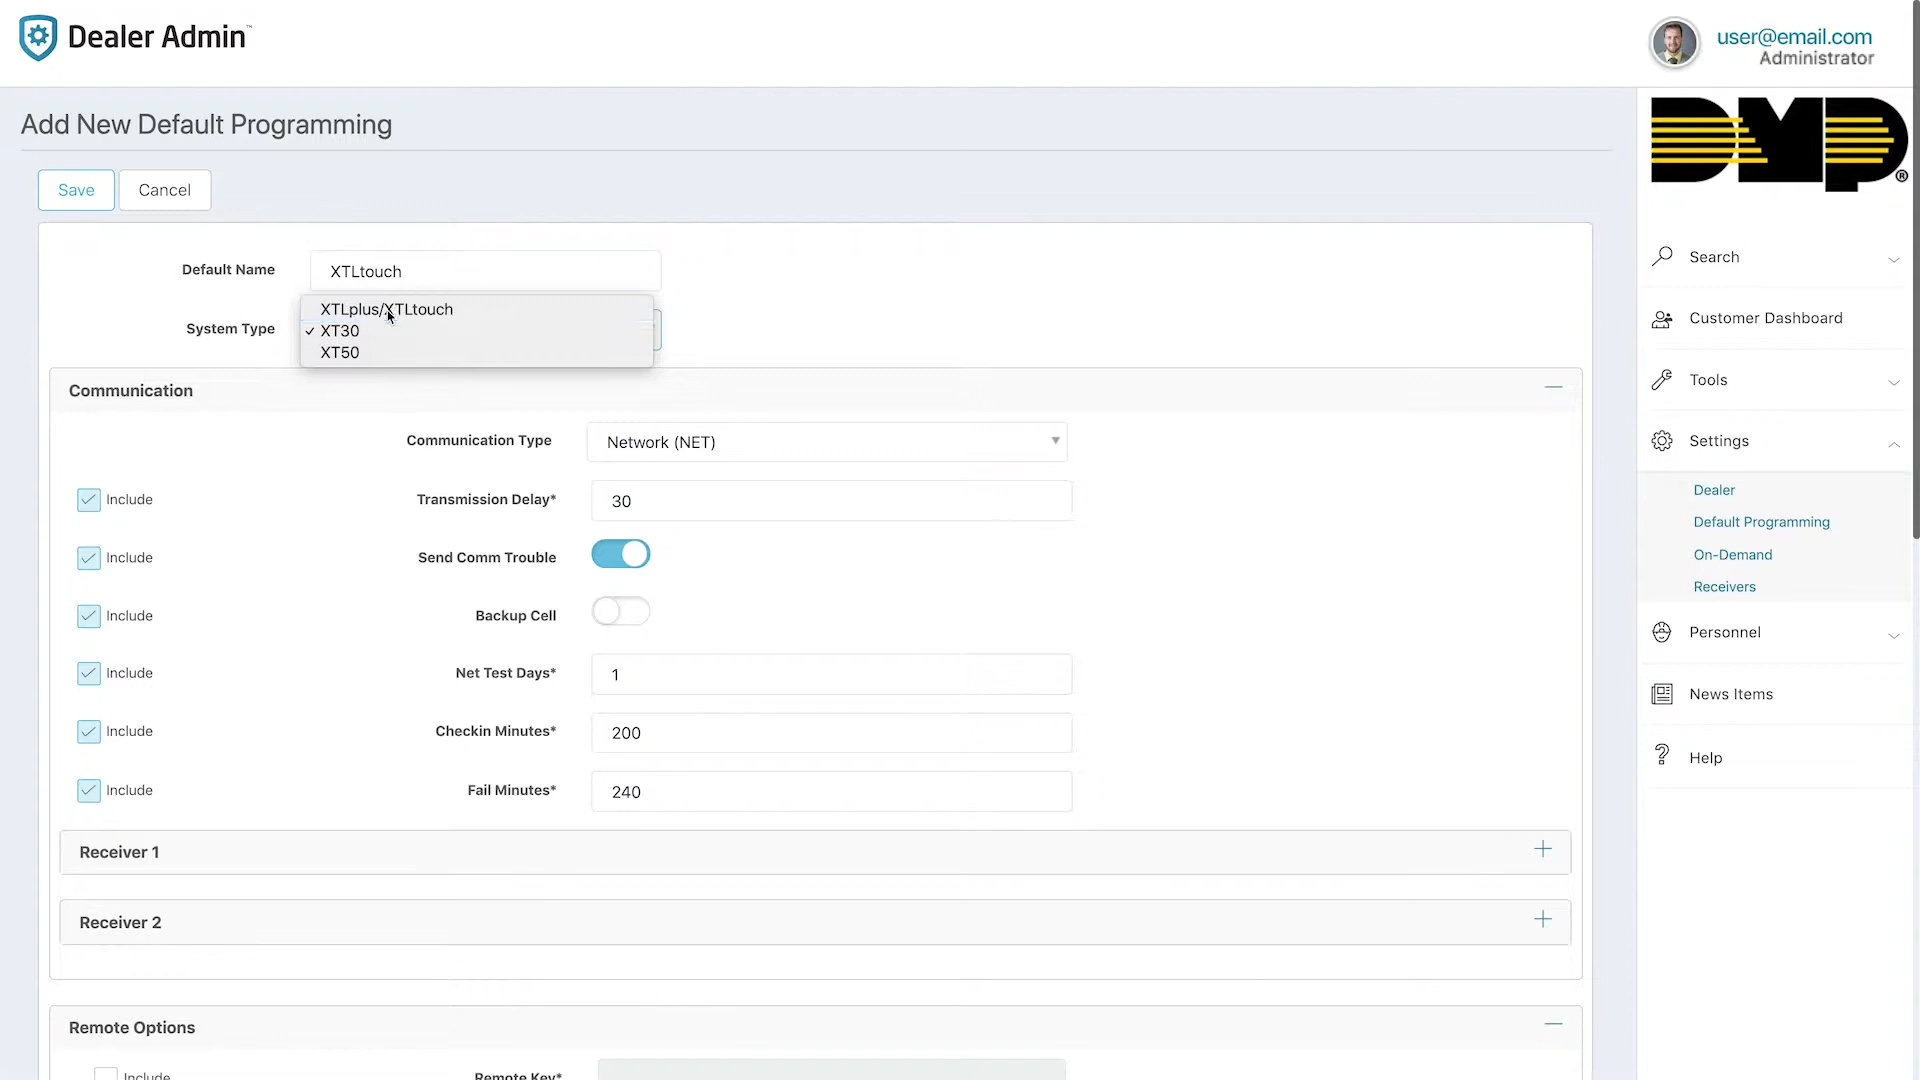 Dealer Admin™
user@email.com
Administrator
Add New Default Programming
DMP®
Save
Cancel
Default Name
XTLtouch
System Type
XTLplus/XTLtouch
✓ XT30
XT50
Communication
Communication Type
Network (NET)
Include
Transmission Delay*
30
Include
Send Comm Trouble
Include
Backup Cell
Include
Net Test Days*
1
Include
Checkin Minutes*
200
Include
Fail Minutes*
240
Receiver 1
Receiver 2
Remote Options
Include
Remote Key*
Search
Customer Dashboard
Tools
Settings
Dealer
Default Programming
On-Demand
Receivers
Personnel
News Items
Help